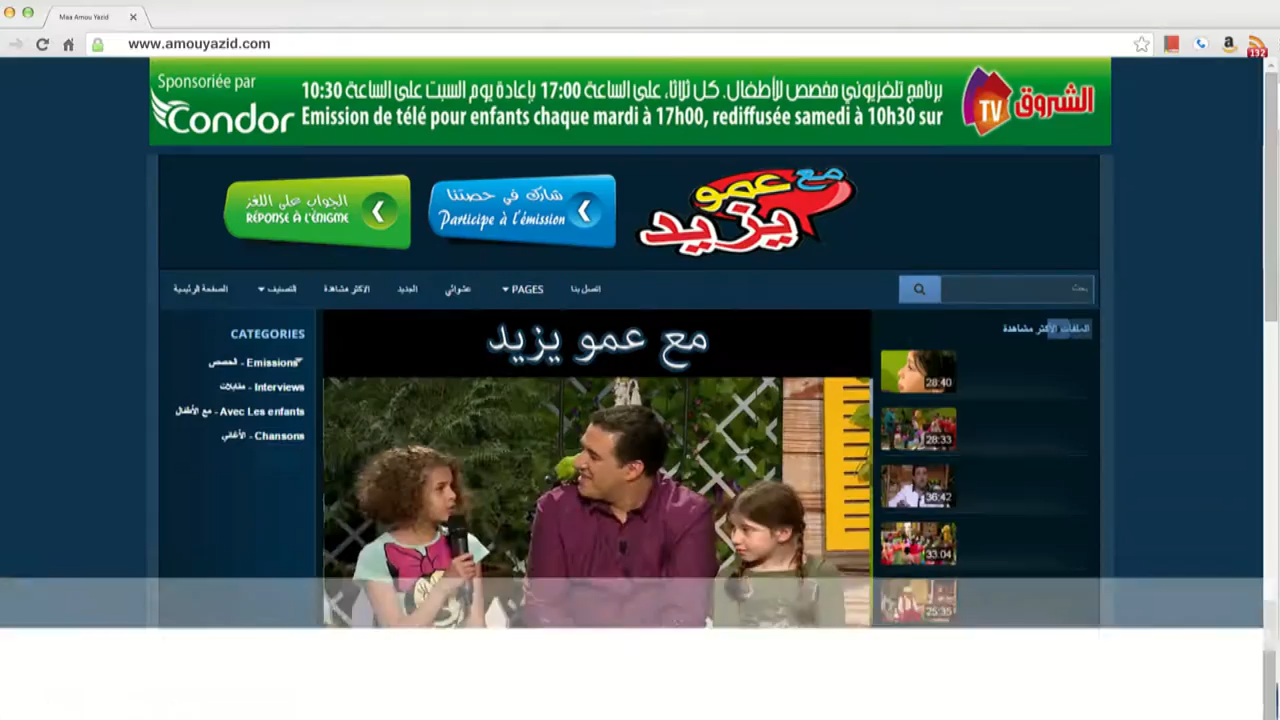 Maa Amou Yazid
www.amouyazid.com
132
Sponsoriée par
Condor
برنامج تلفزيوني مخصص للأطفال. كل ثلاثاء على الساعة 17:00 بإعادة يوم السبت على الساعة 10:30
Emission de télé pour enfants chaque mardi à 17h00, rediffusée samedi à 10h30 sur
TV
الشروق
الجواب على اللغز
RÉPONSE À L'ÉNIGME
شارك في حصتنا
Participe à l'émission
مع عمو يزيد
الصفحة الرئيسية
التصنيف
الاكثر مشاهدة
الجديد
عشوائي
PAGES
اتصل بنا
بحث
CATEGORIES
الحصص - Emissions
مقابلات - Interviews
مع الأطفال - Avec Les enfants
الأغاني - Chansons
مع عمو يزيد
الملفات الأكثر مشاهدة
28:40
28:33
36:42
33:04
25:35